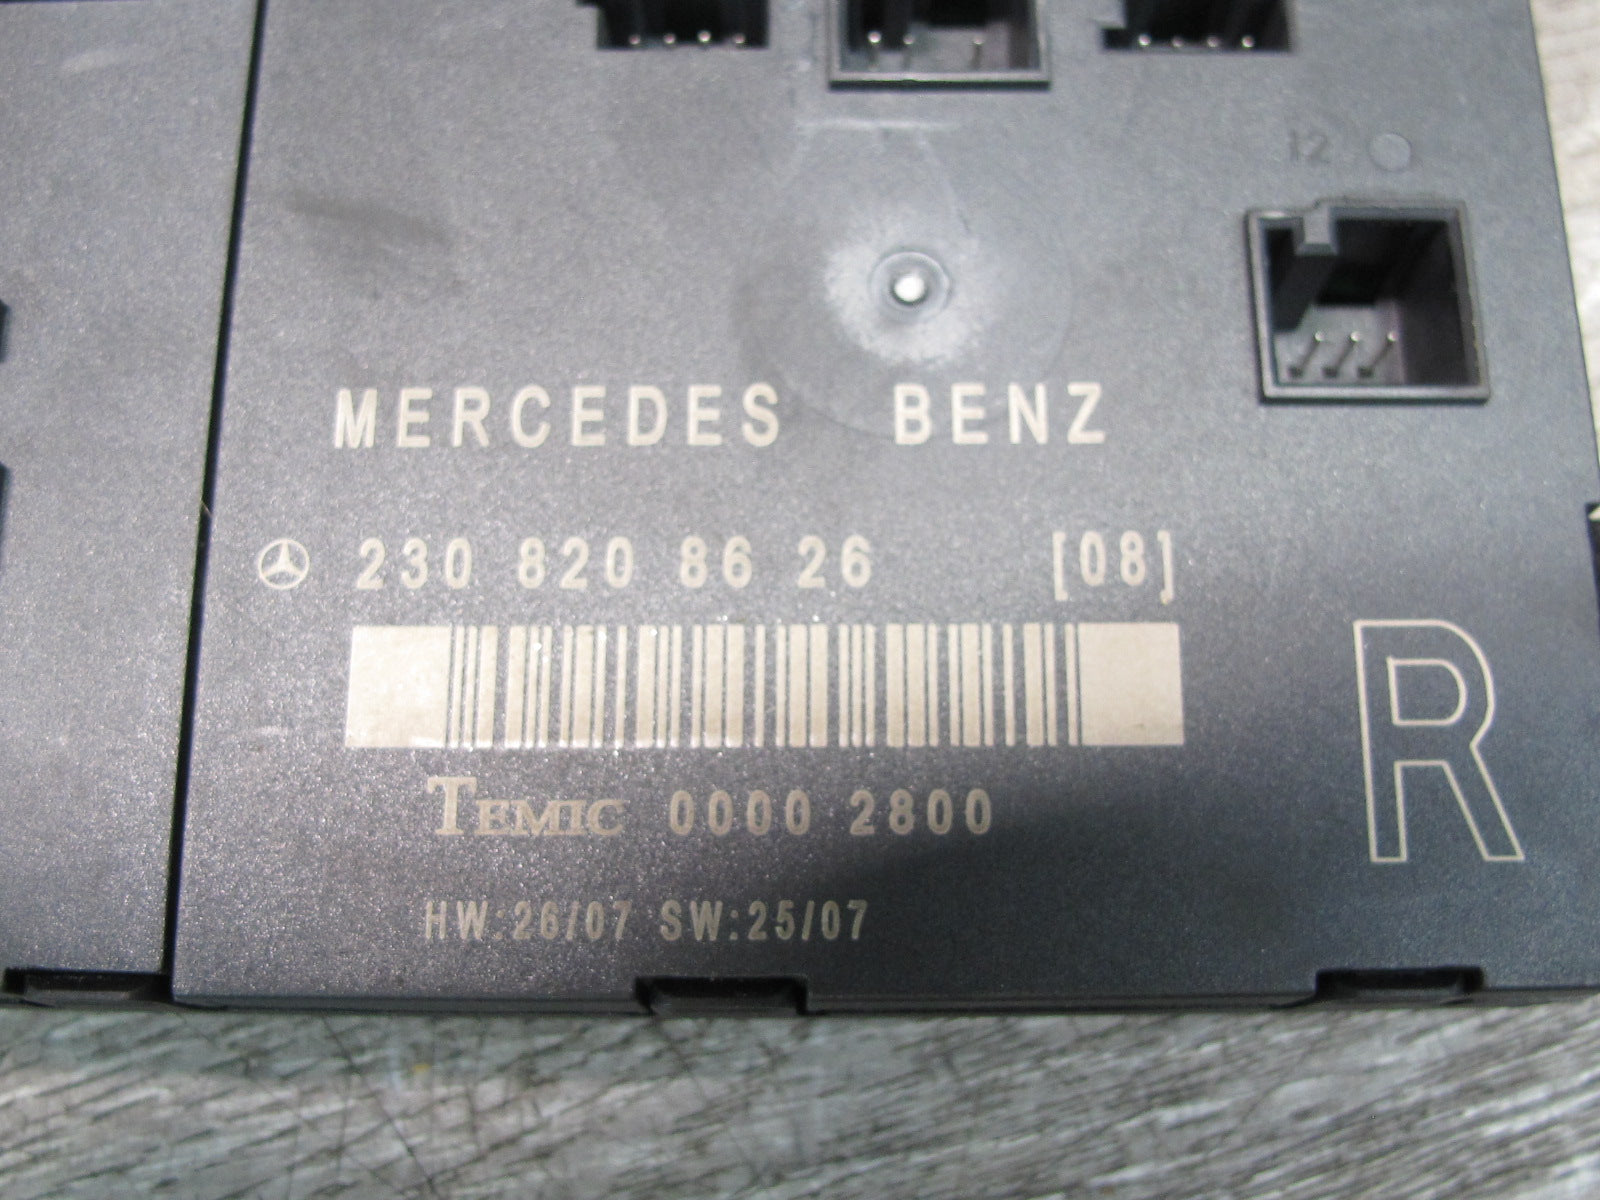 12
MERCEDES BENZ
230 820 86 26 [08]
R
TEMIC 0000 2800
HW:26/07 SW:25/07